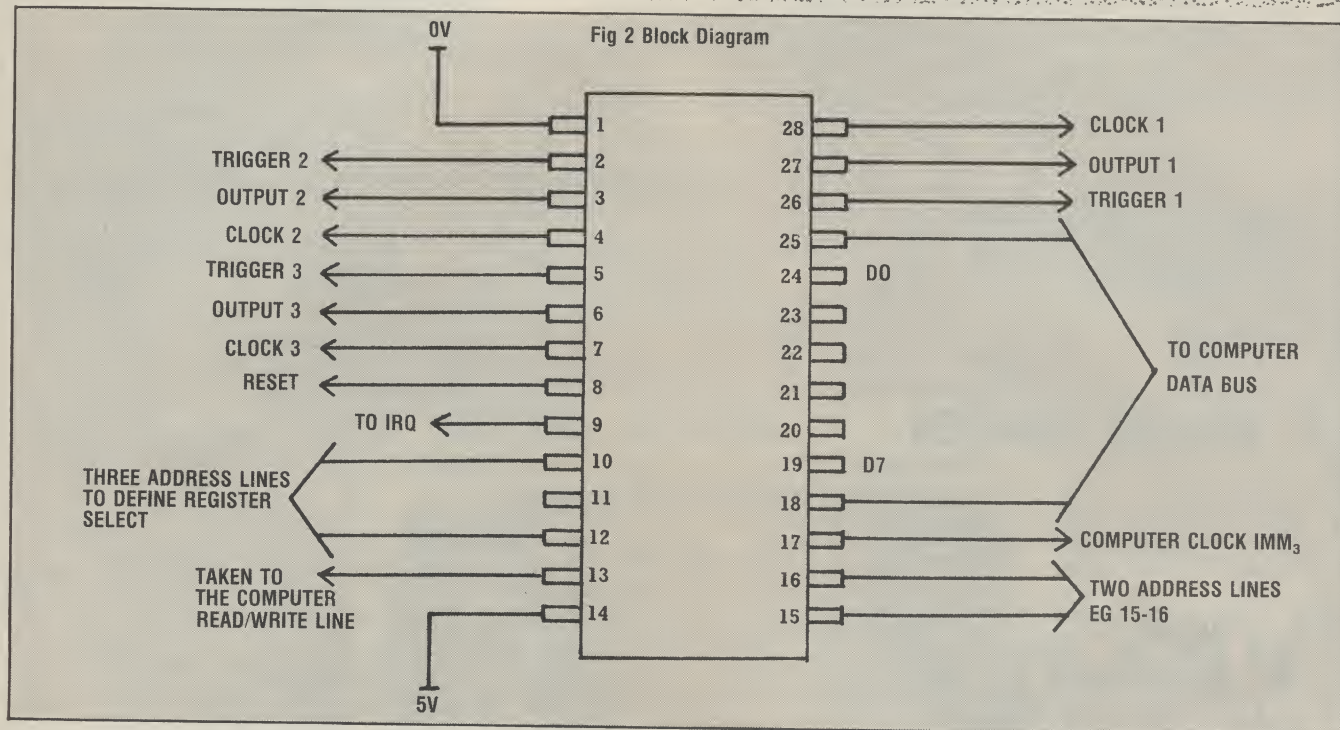 0V
Fig 2 Block Diagram
1
28
CLOCK 1
TRIGGER 2
2
27
OUTPUT 1
OUTPUT 2
3
26
TRIGGER 1
CLOCK 2
4
25
TRIGGER 3
5
24
D0
OUTPUT 3
6
23
CLOCK 3
7
22
TO COMPUTER
DATA BUS
RESET
8
21
TO IRQ
9
20
10
19
D7
THREE ADDRESS LINES
TO DEFINE REGISTER
SELECT
11
18
12
17
COMPUTER CLOCK IMM₃
TAKEN TO
THE COMPUTER
READ/WRITE LINE
13
16
TWO ADDRESS LINES
EG 15-16
14
15
5V